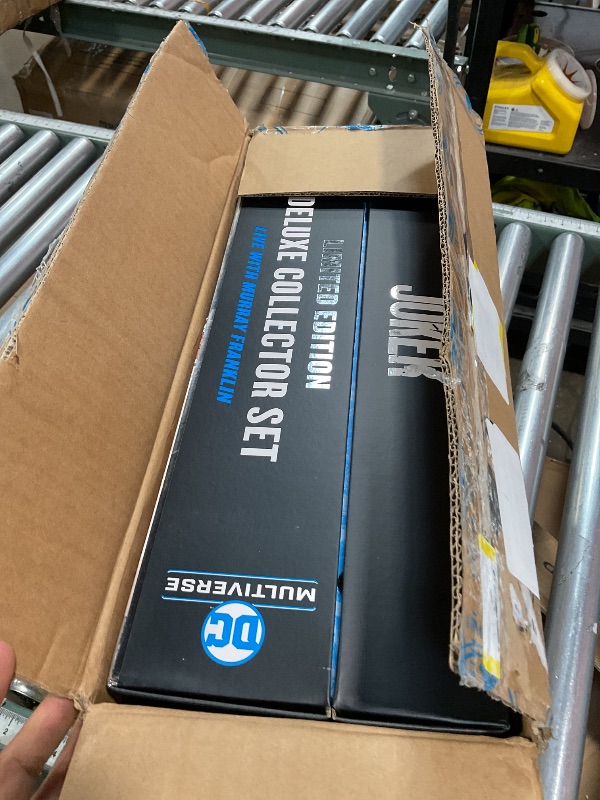 JOKER
LIMITED EDITION
DELUXE COLLECTOR SET
LIVE WITH MURRAY FRANKLIN
MULTIVERSE
DC